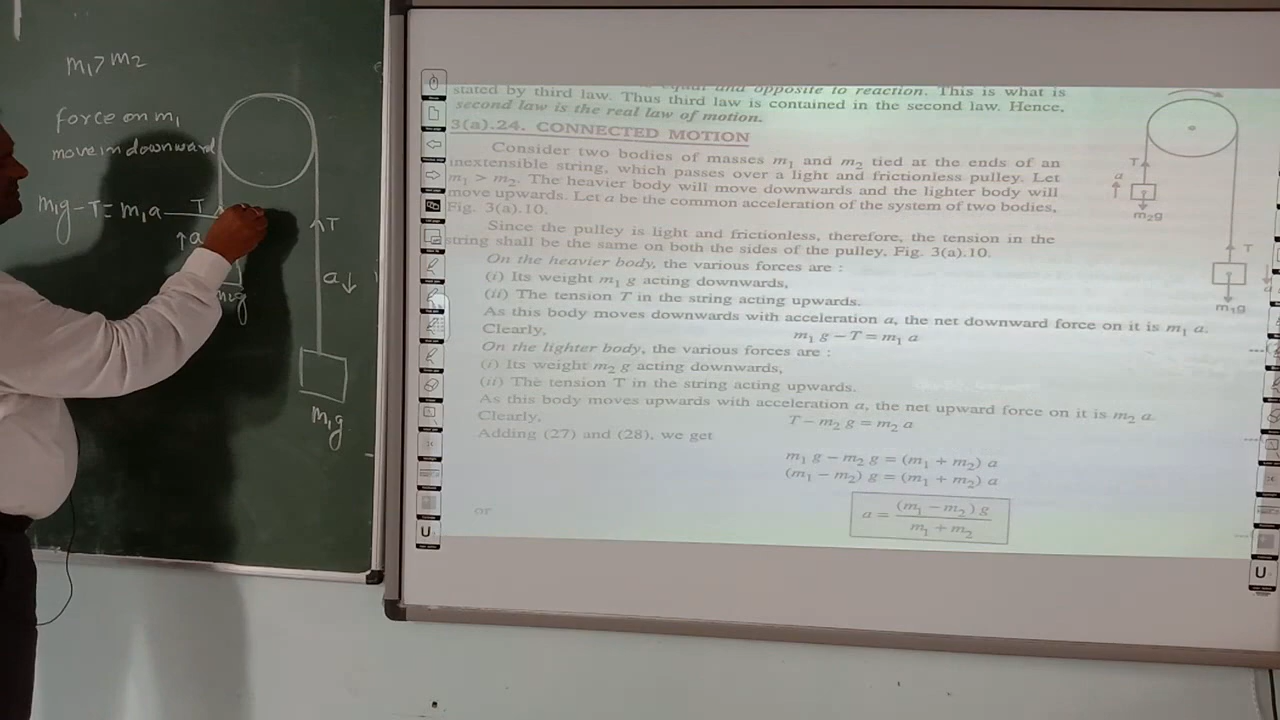 m₁>m₂
force on m₁
move in downward
m₁g-T=m₁a
T
↑a
m₂g
T
a↓
m₁g
equal and opposite to reaction. This is what is
stated by third law. Thus third law is contained in the second law. Hence,
second law is the real law of motion.
3(a).24. CONNECTED MOTION
Consider two bodies of masses m₁ and m₂ tied at the ends of an
inextensible string, which passes over a light and frictionless pulley. Let
m₁ > m₂. The heavier body will move downwards and the lighter body will
move upwards. Let a be the common acceleration of the system of two bodies,
Fig. 3(a).10.
Since the pulley is light and frictionless, therefore, the tension in the
string shall be the same on both the sides of the pulley, Fig. 3(a).10.
On the heavier body, the various forces are :
(i) Its weight m₁ g acting downwards,
(ii) The tension T in the string acting upwards.
As this body moves downwards with acceleration a, the net downward force on it is m₁ a.
Clearly, m₁ g – T = m₁ a
On the lighter body, the various forces are :
(i) Its weight m₂ g acting downwards,
(ii) The tension T in the string acting upwards.
As this body moves upwards with acceleration a, the net upward force on it is m₂ a.
Clearly, T – m₂ g = m₂ a
Adding (27) and (28), we get
m₁ g – m₂ g = (m₁ + m₂) a
(m₁ – m₂) g = (m₁ + m₂) a
or a = (m₁ – m₂) g
m₁ + m₂
T
a
m₂g
T
a
m₁g
U
U